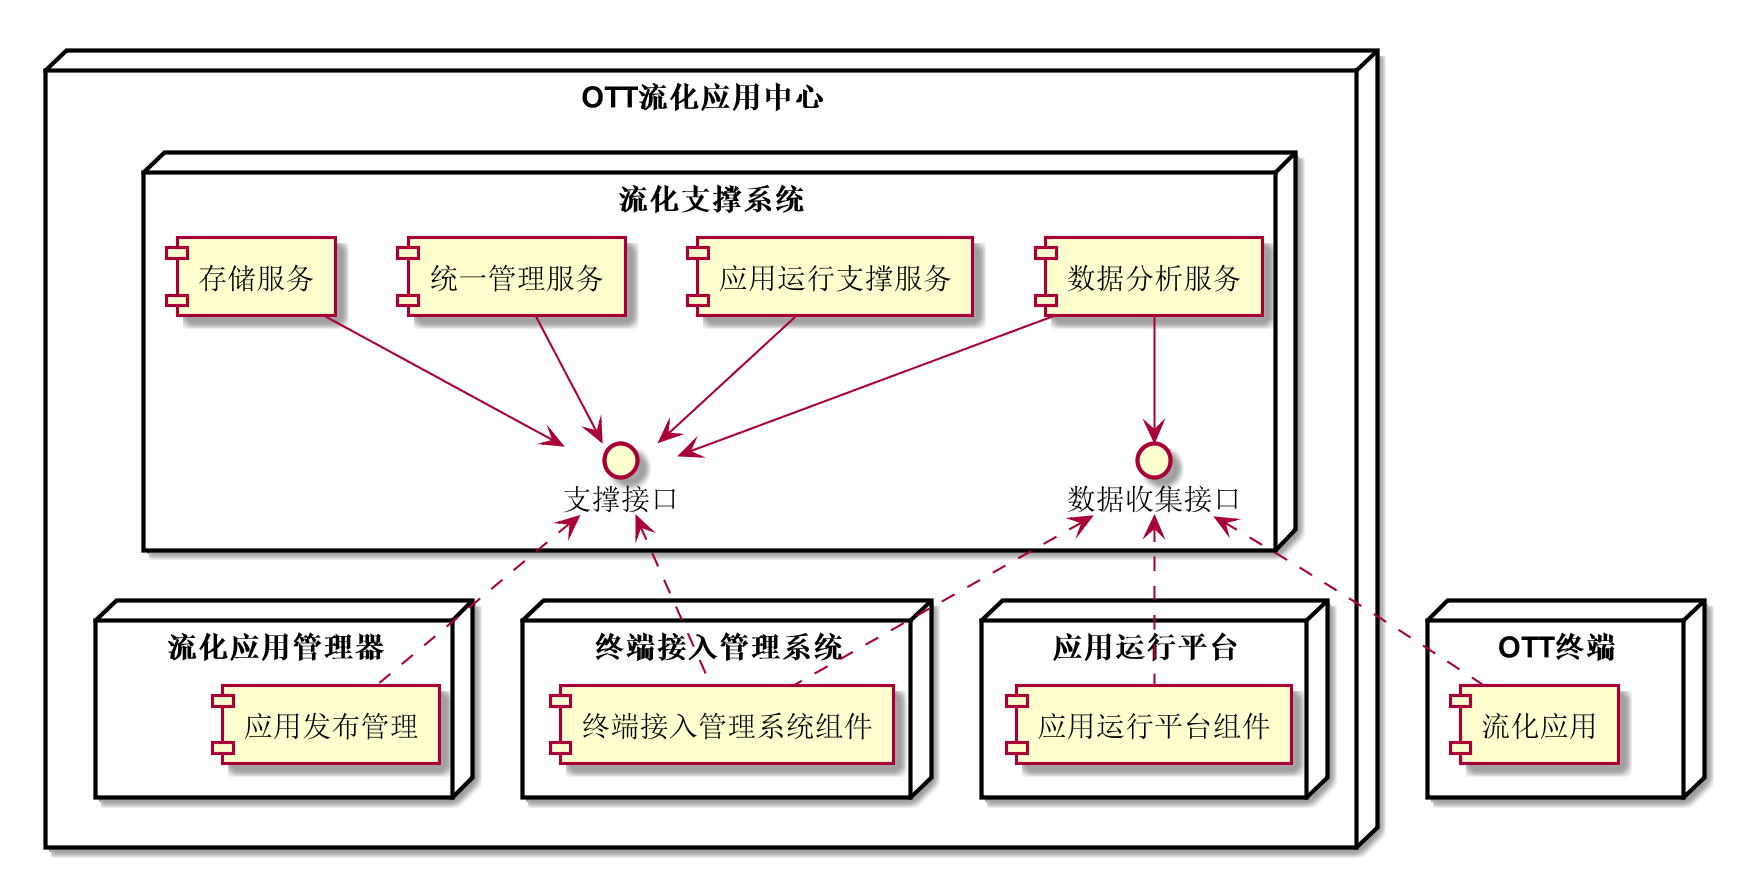 OTT流化应用中心
流化支撑系统
存储服务
统一管理服务
应用运行支撑服务
数据分析服务
支撑接口
数据收集接口
流化应用管理器
终端接入管理系统
应用运行平台
OTT终端
应用发布管理
终端接入管理系统组件
应用运行平台组件
流化应用